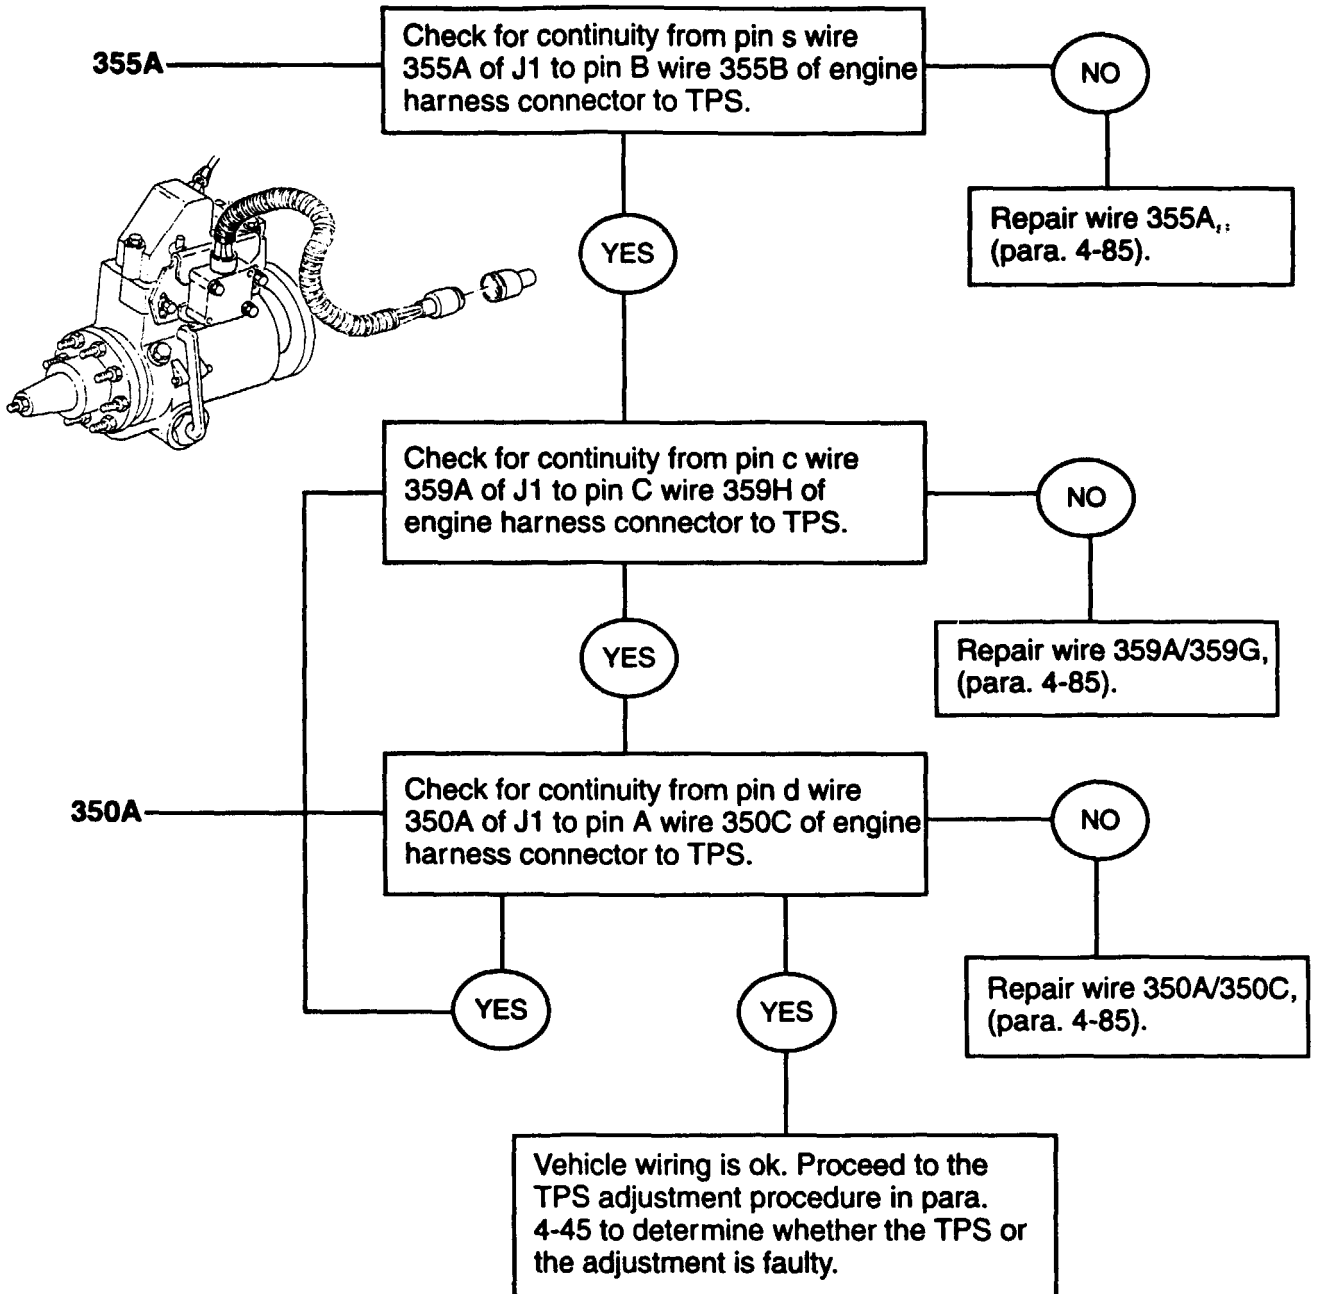 355A
Check for continuity from pin s wire
355A of J1 to pin B wire 355B of engine
harness connector to TPS.
NO
Repair wire 355A,
(para. 4-85).
YES
Check for continuity from pin c wire
359A of J1 to pin C wire 359H of
engine harness connector to TPS.
NO
Repair wire 359A/359G,
(para. 4-85).
YES
350A
Check for continuity from pin d wire
350A of J1 to pin A wire 350C of engine
harness connector to TPS.
NO
Repair wire 350A/350C,
(para. 4-85).
YES
YES
Vehicle wiring is ok. Proceed to the
TPS adjustment procedure in para.
4-45 to determine whether the TPS or
the adjustment is faulty.